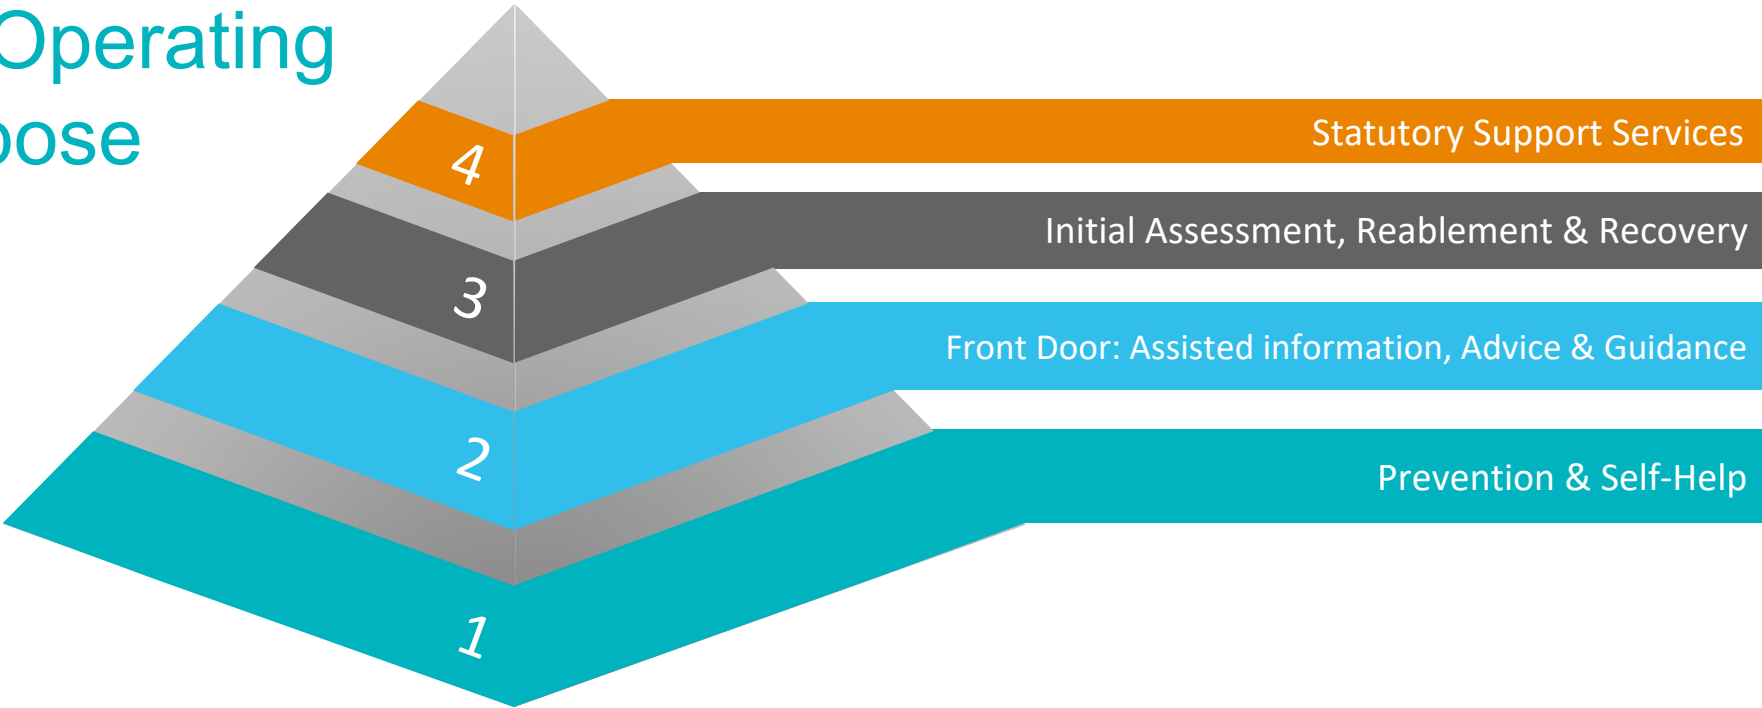 Operating
pose
4
Statutory Support Services
3
Initial Assessment, Reablement & Recovery
2
Front Door: Assisted information, Advice & Guidance
1
Prevention & Self-Help